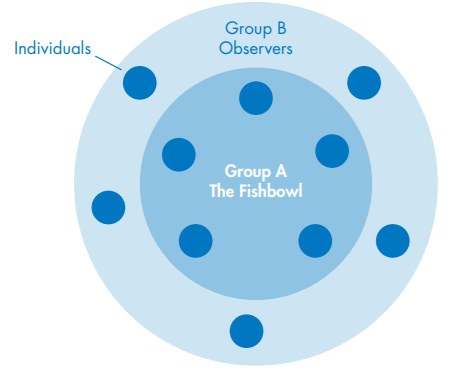 Group B
Observers
Individuals
Group A
The Fishbowl